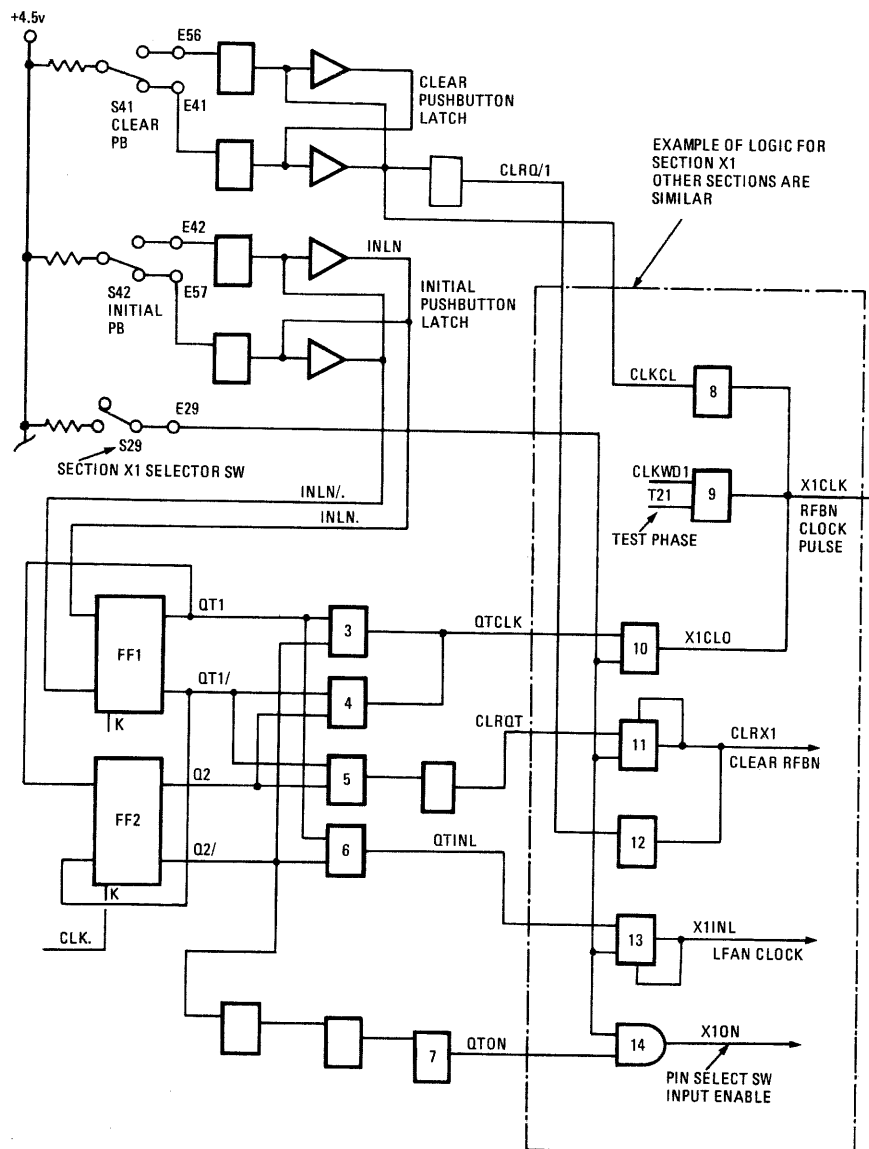 +4.5v
E56
S41
CLEAR
PB
E41
CLEAR
PUSHBUTTON
LATCH
CLRQ/1
EXAMPLE OF LOGIC FOR
SECTION X1
OTHER SECTIONS ARE
SIMILAR
E42
S42
INITIAL
PB
E57
INLN
INITIAL
PUSHBUTTON
LATCH
E29
S29
SECTION X1 SELECTOR SW
CLKCL
8
CLKWD1
T21
9
TEST PHASE
X1CLK
RFBN
CLOCK
PULSE
INLN/.
INLN.
FF1
K
QT1
QT1/
3
4
QTCLK
10
X1CLO
FF2
K
CLK.
Q2
Q2/
5
6
CLRQT
11
CLRX1
CLEAR RFBN
12
QTINL
13
X1INL
LFAN CLOCK
7
QTON
14
X1ON
PIN SELECT SW
INPUT ENABLE